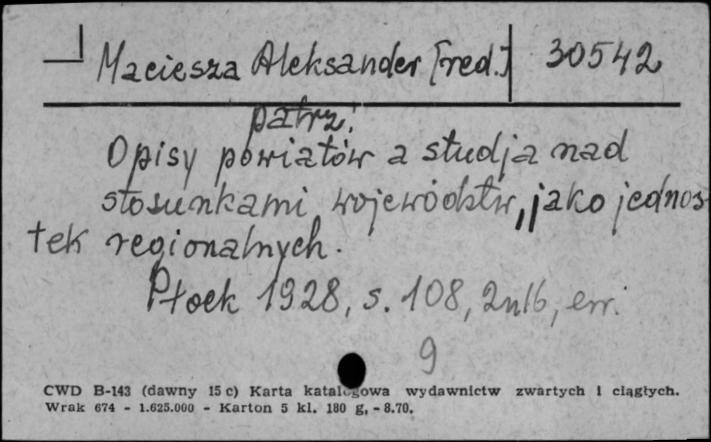 Maciesza Aleksander [red.] 30542
patrz:
Opisy powiatów a studja nad
stosunkami województw, jako jednos-
tek regionalnych.
Płock 1928, s. 108, 2nlb, err.
9
CWD B-143 (dawny 15 c) Karta katalogowa wydawnictw zwartych i ciągłych.
Wrak 674 - 1.625.000 - Karton 5 kl. 180 g. - 8.70.